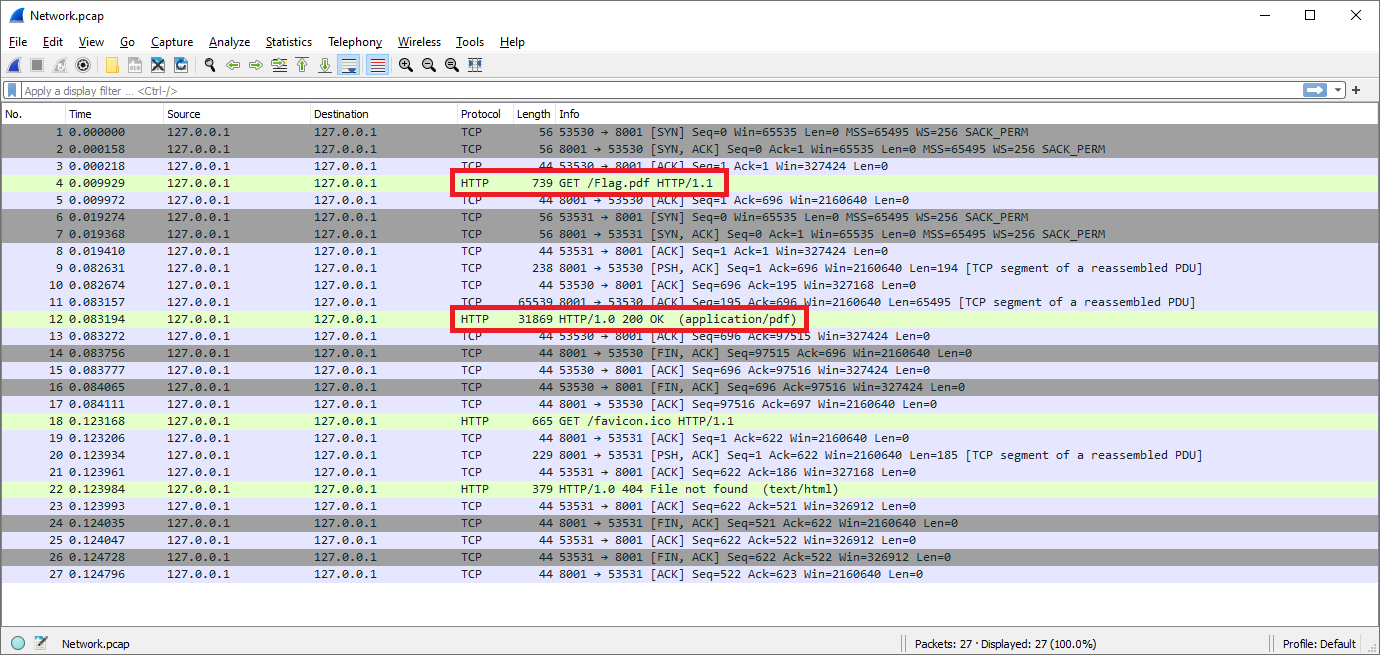 Network.pcap
File Edit View Go Capture Analyze Statistics Telephony Wireless Tools Help
Apply a display filter ... <Ctrl-/>
No. Time Source Destination Protocol Length Info
1 0.000000 127.0.0.1 127.0.0.1 TCP 56 53530 → 8001 [SYN] Seq=0 Win=65535 Len=0 MSS=65495 WS=256 SACK_PERM
2 0.000158 127.0.0.1 127.0.0.1 TCP 56 8001 → 53530 [SYN, ACK] Seq=0 Ack=1 Win=65535 Len=0 MSS=65495 WS=256 SACK_PERM
3 0.000218 127.0.0.1 127.0.0.1 TCP 44 53530 → 8001 [ACK] Seq=1 Ack=1 Win=327424 Len=0
4 0.009929 127.0.0.1 127.0.0.1 HTTP 739 GET /Flag.pdf HTTP/1.1
5 0.009972 127.0.0.1 127.0.0.1 TCP 44 8001 → 53530 [ACK] Seq=1 Ack=696 Win=2160640 Len=0
6 0.019274 127.0.0.1 127.0.0.1 TCP 56 53531 → 8001 [SYN] Seq=0 Win=65535 Len=0 MSS=65495 WS=256 SACK_PERM
7 0.019368 127.0.0.1 127.0.0.1 TCP 56 8001 → 53531 [SYN, ACK] Seq=0 Ack=1 Win=65535 Len=0 MSS=65495 WS=256 SACK_PERM
8 0.019410 127.0.0.1 127.0.0.1 TCP 44 53531 → 8001 [ACK] Seq=1 Ack=1 Win=327424 Len=0
9 0.082631 127.0.0.1 127.0.0.1 TCP 238 8001 → 53530 [PSH, ACK] Seq=1 Ack=696 Win=2160640 Len=194 [TCP segment of a reassembled PDU]
10 0.082674 127.0.0.1 127.0.0.1 TCP 44 53530 → 8001 [ACK] Seq=696 Ack=195 Win=327168 Len=0
11 0.083157 127.0.0.1 127.0.0.1 TCP 65539 8001 → 53530 [ACK] Seq=195 Ack=696 Win=2160640 Len=65495 [TCP segment of a reassembled PDU]
12 0.083194 127.0.0.1 127.0.0.1 HTTP 31869 HTTP/1.0 200 OK (application/pdf)
13 0.083272 127.0.0.1 127.0.0.1 TCP 44 53530 → 8001 [ACK] Seq=696 Ack=97515 Win=327424 Len=0
14 0.083756 127.0.0.1 127.0.0.1 TCP 44 8001 → 53530 [FIN, ACK] Seq=97515 Ack=696 Win=2160640 Len=0
15 0.083777 127.0.0.1 127.0.0.1 TCP 44 53530 → 8001 [ACK] Seq=696 Ack=97516 Win=327424 Len=0
16 0.084065 127.0.0.1 127.0.0.1 TCP 44 53530 → 8001 [FIN, ACK] Seq=696 Ack=97516 Win=327424 Len=0
17 0.084111 127.0.0.1 127.0.0.1 TCP 44 8001 → 53530 [ACK] Seq=97516 Ack=697 Win=2160640 Len=0
18 0.123168 127.0.0.1 127.0.0.1 HTTP 665 GET /favicon.ico HTTP/1.1
19 0.123206 127.0.0.1 127.0.0.1 TCP 44 8001 → 53531 [ACK] Seq=1 Ack=622 Win=2160640 Len=0
20 0.123934 127.0.0.1 127.0.0.1 TCP 229 8001 → 53531 [PSH, ACK] Seq=1 Ack=622 Win=2160640 Len=185 [TCP segment of a reassembled PDU]
21 0.123961 127.0.0.1 127.0.0.1 TCP 44 53531 → 8001 [ACK] Seq=622 Ack=186 Win=327168 Len=0
22 0.123984 127.0.0.1 127.0.0.1 HTTP 379 HTTP/1.0 404 File not found (text/html)
23 0.123993 127.0.0.1 127.0.0.1 TCP 44 53531 → 8001 [ACK] Seq=622 Ack=521 Win=326912 Len=0
24 0.124035 127.0.0.1 127.0.0.1 TCP 44 8001 → 53531 [FIN, ACK] Seq=521 Ack=622 Win=2160640 Len=0
25 0.124047 127.0.0.1 127.0.0.1 TCP 44 53531 → 8001 [ACK] Seq=622 Ack=522 Win=326912 Len=0
26 0.124728 127.0.0.1 127.0.0.1 TCP 44 53531 → 8001 [FIN, ACK] Seq=622 Ack=522 Win=326912 Len=0
27 0.124796 127.0.0.1 127.0.0.1 TCP 44 8001 → 53531 [ACK] Seq=522 Ack=623 Win=2160640 Len=0
Network.pcap Packets: 27 · Displayed: 27 (100.0%) Profile: Default